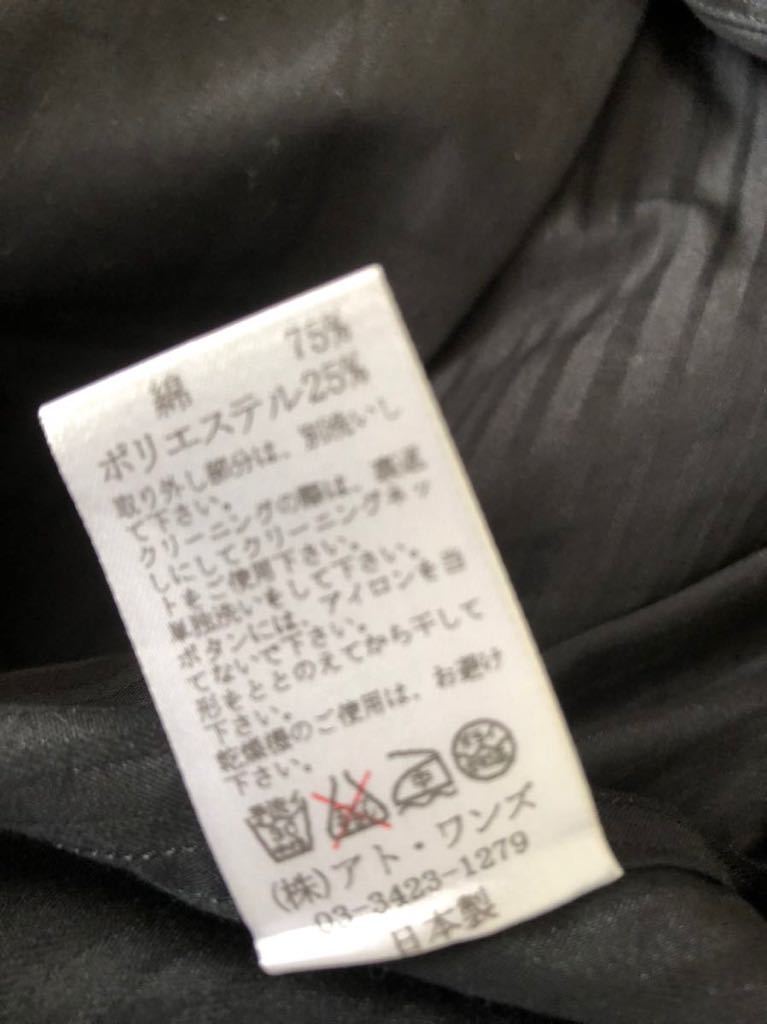 綿 75%
ポリエステル25%
取り外し部分は、別洗いし
て下さい。
クリーニングの際は、裏返
しにしてクリーニングネッ
トをご使用下さい。
単独洗いをして下さい。
ボタンには、アイロンを当
てないで下さい。
形をととのえてから干して
下さい。
乾燥機のご使用は、お避け
下さい。
中 ドライ
(株)アト・ワンズ
03-3423-1279
日本製